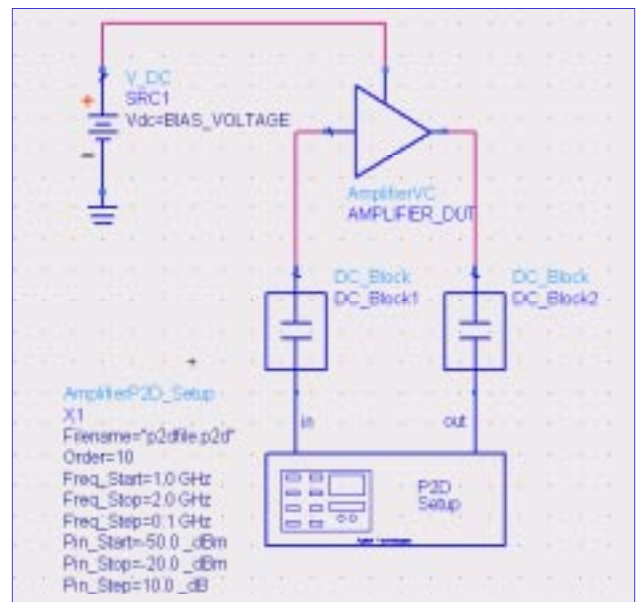 V_DC
SRC1
Vdc=BIAS_VOLTAGE
AmplifierVC
AMPLIFIER_DUT
DC_Block
DC_Block1
DC_Block
DC_Block2
AmplifierP2D_Setup
X1
Filename="p2dfile.p2d"
Order=10
Freq_Start=1.0 GHz
Freq_Stop=2.0 GHz
Freq_Step=0.1 GHz
Pin_Start=-50.0 _dBm
Pin_Stop=-20.0 _dBm
Pin_Step=10.0 _dB
in
out
P2D
Setup